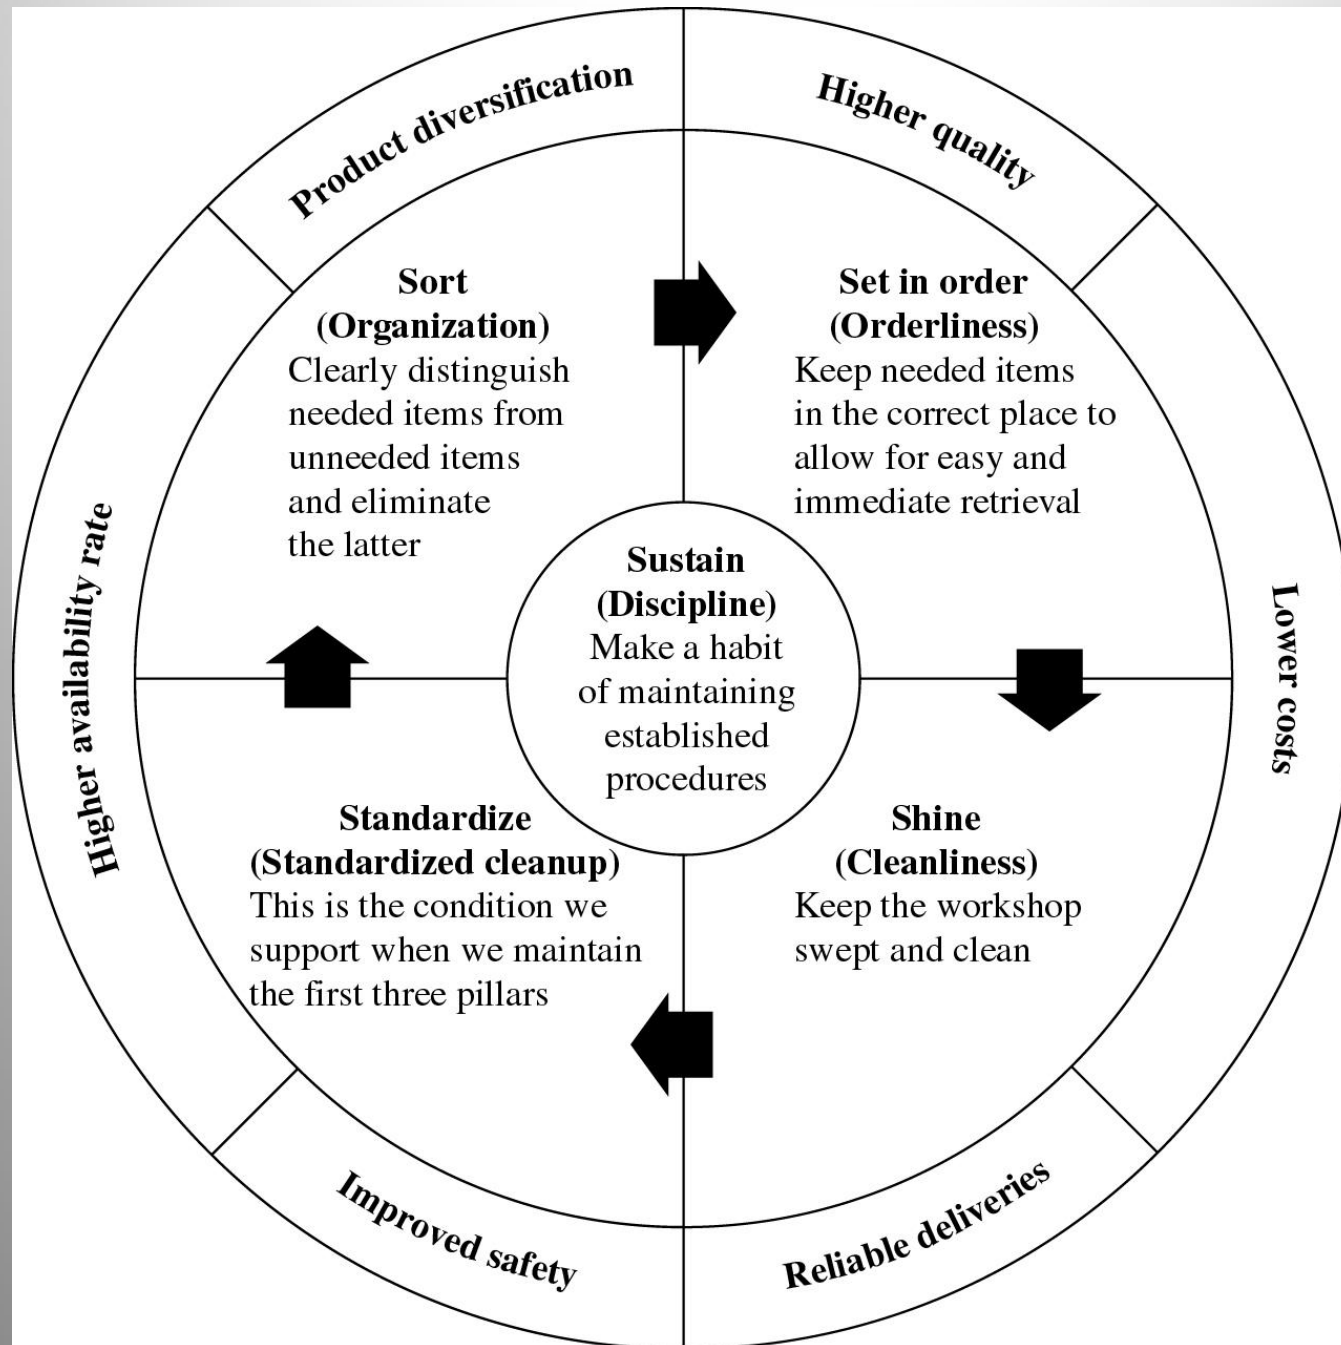 Product diversification
Higher quality
Sort
(Organization)
Clearly distinguish
needed items from
unneeded items
and eliminate
the latter
Set in order
(Orderliness)
Keep needed items
in the correct place to
allow for easy and
immediate retrieval
Higher availability rate
Sustain
(Discipline)
Make a habit
of maintaining
established
procedures
Lower costs
Standardize
(Standardized cleanup)
This is the condition we
support when we maintain
the first three pillars
Shine
(Cleanliness)
Keep the workshop
swept and clean
Improved safety
Reliable deliveries